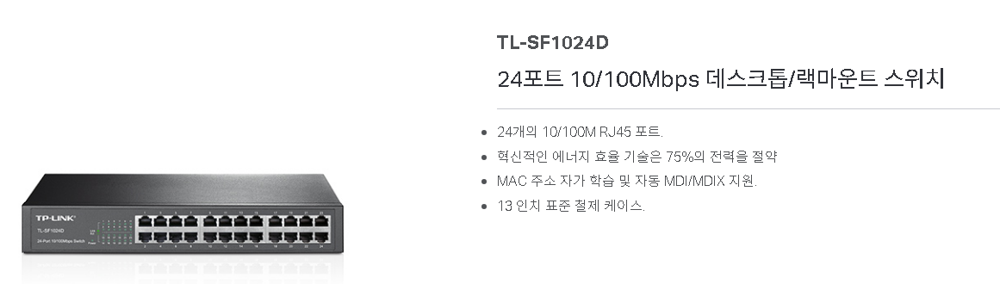 TL-SF1024D
24포트 10/100Mbps 데스크톱/랙마운트 스위치
24개의 10/100M RJ45 포트.
혁신적인 에너지 효율 기술은 75%의 전력을 절약
MAC 주소 자가 학습 및 자동 MDI/MDIX 지원.
13 인치 표준 철제 케이스.
TP-LINK
TL-SF1024D
24-Port 10/100Mbps Switch